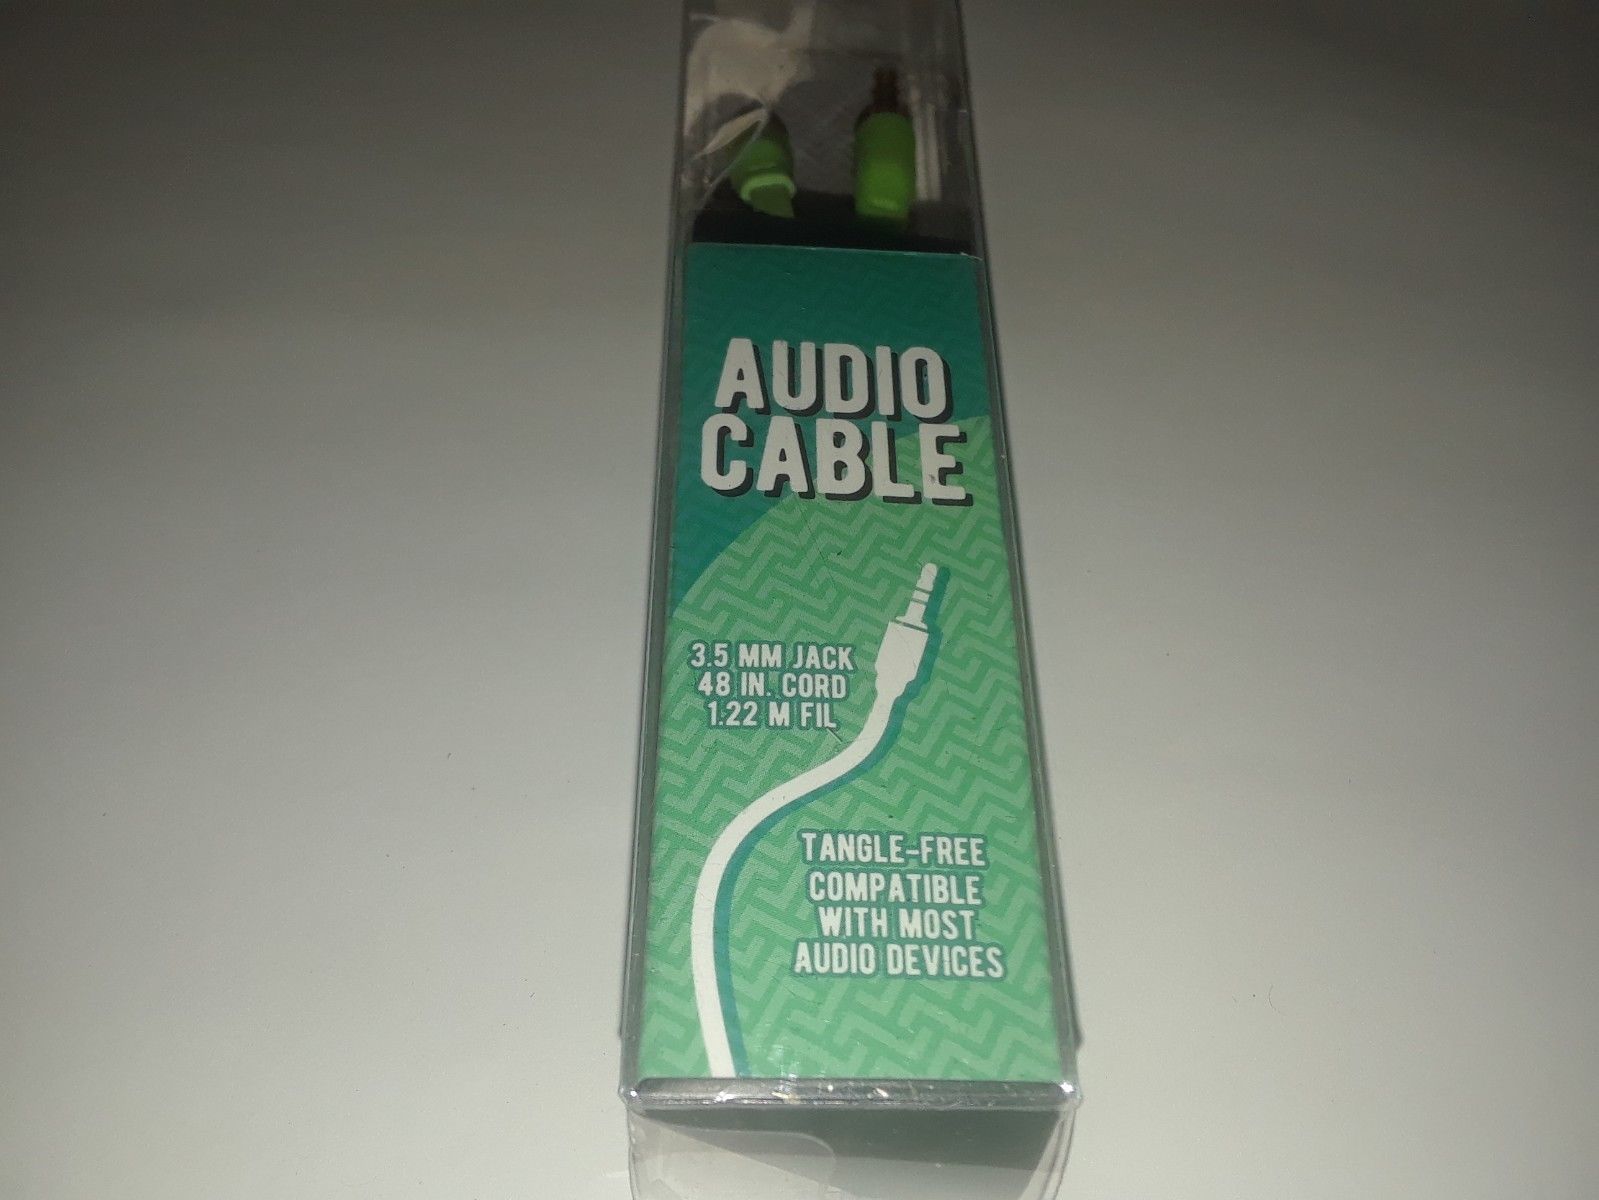 AUDIO
CABLE
3.5 MM JACK
48 IN. CORD
1.22 M FIL
TANGLE-FREE
COMPATIBLE
WITH MOST
AUDIO DEVICES